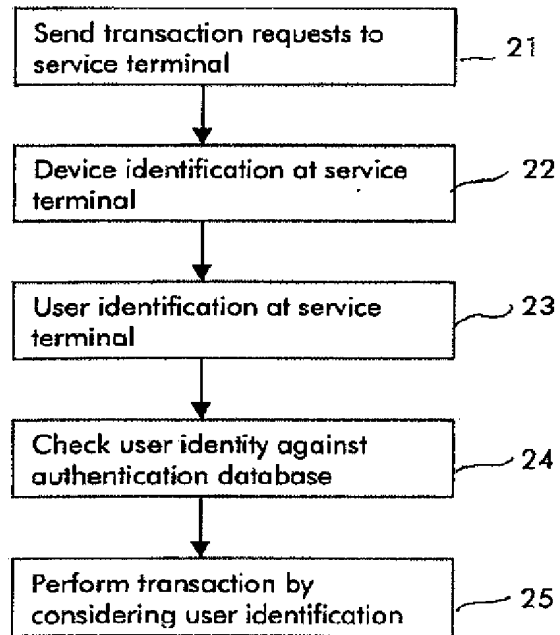 Send transaction requests to
service terminal
21
Device identification at service
terminal
22
User identification at service
terminal
23
Check user identity against
authentication database
24
Perform transaction by
considering user identification
25